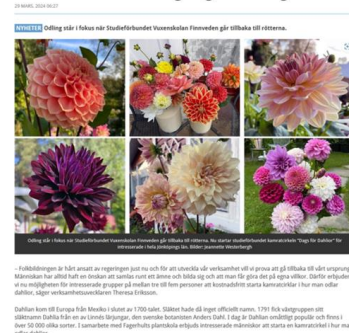 29 MARS, 2024 06:27
NYHETER Odling står i fokus när Studieförbundet Vuxenskolan Finnveden går tillbaka till rötterna.
Odling står i fokus när Studieförbundet Vuxenskolan Finnveden går tillbaka till rötterna. Nu startar studieförbundet kamratcirkeln "Dags för Dahlior" för
intresserade i hela Jönköpings län. Bilder: Jeannette Westerbergh
– Folkbildningen är hårt ansatt av regeringen just nu och för att utveckla vår verksamhet vill vi prova att gå tillbaka till vårt ursprung.
Människan har alltid haft en önskan att samlas runt ett ämne och bilda sig och att man får göra det på egna villkor. Därför erbjuder
vi nu möjligheten för intresserade grupper på mellan tre till fem personer att kostnadsfritt starta kamratcirklar i hur man odlar
dahlior, säger verksamhetsutvecklaren Theresa Eriksson.
Dahlian kom till Europa från Mexiko i slutet av 1700-talet. Släktet hade då inget officiellt namn. 1791 fick växtgruppen sitt
släktnamn Dahlia från en av Linnés lärjungar, den svenske botanisten Anders Dahl. I dag är Dahlian omåttligt populär och finns i
över 50 000 olika sorter. I samarbete med Fagerhults plantskola erbjuds intresserade människor att starta en kamratcirkel i hur man